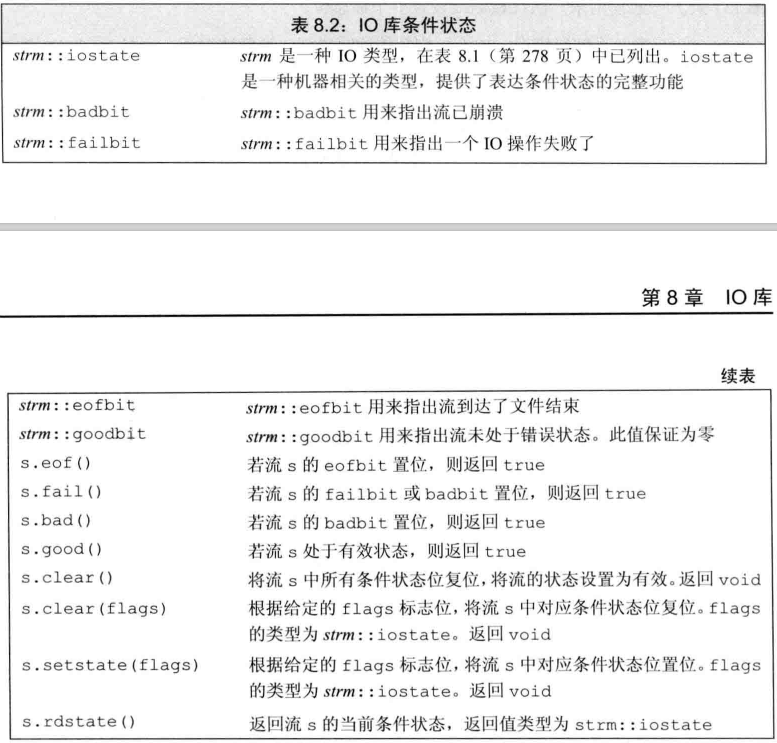 表 8.2：IO 库条件状态
strm::iostate strm 是一种 IO 类型，在表 8.1（第 278 页）中已列出。iostate
是一种机器相关的类型，提供了表达条件状态的完整功能
strm::badbit strm::badbit 用来指出流已崩溃
strm::failbit strm::failbit 用来指出一个 IO 操作失败了
第 8 章 IO 库
续表
strm::eofbit strm::eofbit 用来指出流到达了文件结束
strm::goodbit strm::goodbit 用来指出流未处于错误状态。此值保证为零
s.eof() 若流 s 的 eofbit 置位，则返回 true
s.fail() 若流 s 的 failbit 或 badbit 置位，则返回 true
s.bad() 若流 s 的 badbit 置位，则返回 true
s.good() 若流 s 处于有效状态，则返回 true
s.clear() 将流 s 中所有条件状态位复位，将流的状态设置为有效。返回 void
s.clear(flags) 根据给定的 flags 标志位，将流 s 中对应条件状态位复位。flags
的类型为 strm::iostate。返回 void
s.setstate(flags) 根据给定的 flags 标志位，将流 s 中对应条件状态位置位。flags
的类型为 strm::iostate。返回 void
s.rdstate() 返回流 s 的当前条件状态，返回值类型为 strm::iostate